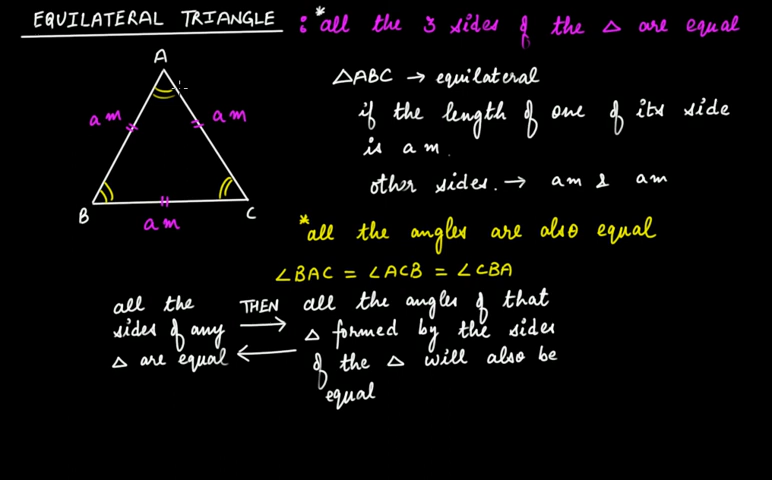 EQUILATERAL TRIANGLE : * all the 3 sides of the △ are equal
A
△ABC → equilateral
a m
a m
if the length of one of its side
is a m.
other sides. → am & am
B
C
a m
* all the angles are also equal
∠BAC = ∠ACB = ∠CBA
all the
sides of any
△ are equal
THEN
all the angles of that
△ formed by the sides
of the △ will also be
equal